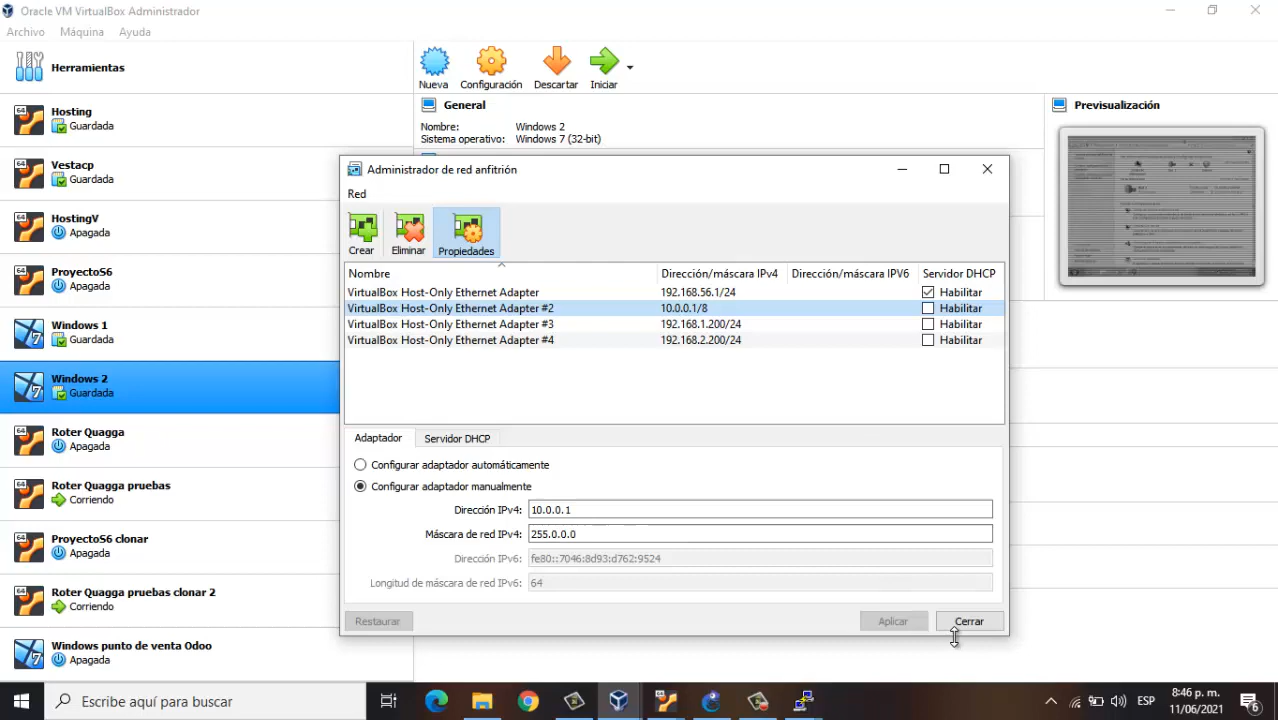 Oracle VM VirtualBox Administrador
Archivo Máquina Ayuda
Herramientas
Nueva Configuración Descartar Iniciar
Hosting
Guardada
Vestacp
Guardada
HostingV
Apagada
ProyectoS6
Apagada
Windows 1
Guardada
Windows 2
Guardada
Roter Quagga
Apagada
Roter Quagga pruebas
Corriendo
ProyectoS6 clonar
Apagada
Roter Quagga pruebas clonar 2
Corriendo
Windows punto de venta Odoo
Apagada
General
Nombre: Windows 2
Sistema operativo: Windows 7 (32-bit)
Previsualización
Administrador de red anfitrión
Red
Crear Eliminar Propiedades
Nombre Dirección/máscara IPv4 Dirección/máscara IPV6 Servidor DHCP
VirtualBox Host-Only Ethernet Adapter 192.168.56.1/24 Habilitar
VirtualBox Host-Only Ethernet Adapter #2 10.0.0.1/8 Habilitar
VirtualBox Host-Only Ethernet Adapter #3 192.168.1.200/24 Habilitar
VirtualBox Host-Only Ethernet Adapter #4 192.168.2.200/24 Habilitar
Adaptador Servidor DHCP
Configurar adaptador automáticamente
Configurar adaptador manualmente
Dirección IPv4: 10.0.0.1
Máscara de red IPv4: 255.0.0.0
Dirección IPv6: fe80::7046:8d93:d762:9524
Longitud de máscara de red IPv6: 64
Restaurar Aplicar Cerrar
Escribe aquí para buscar
ESP
8:46 p. m.
11/06/2021
6